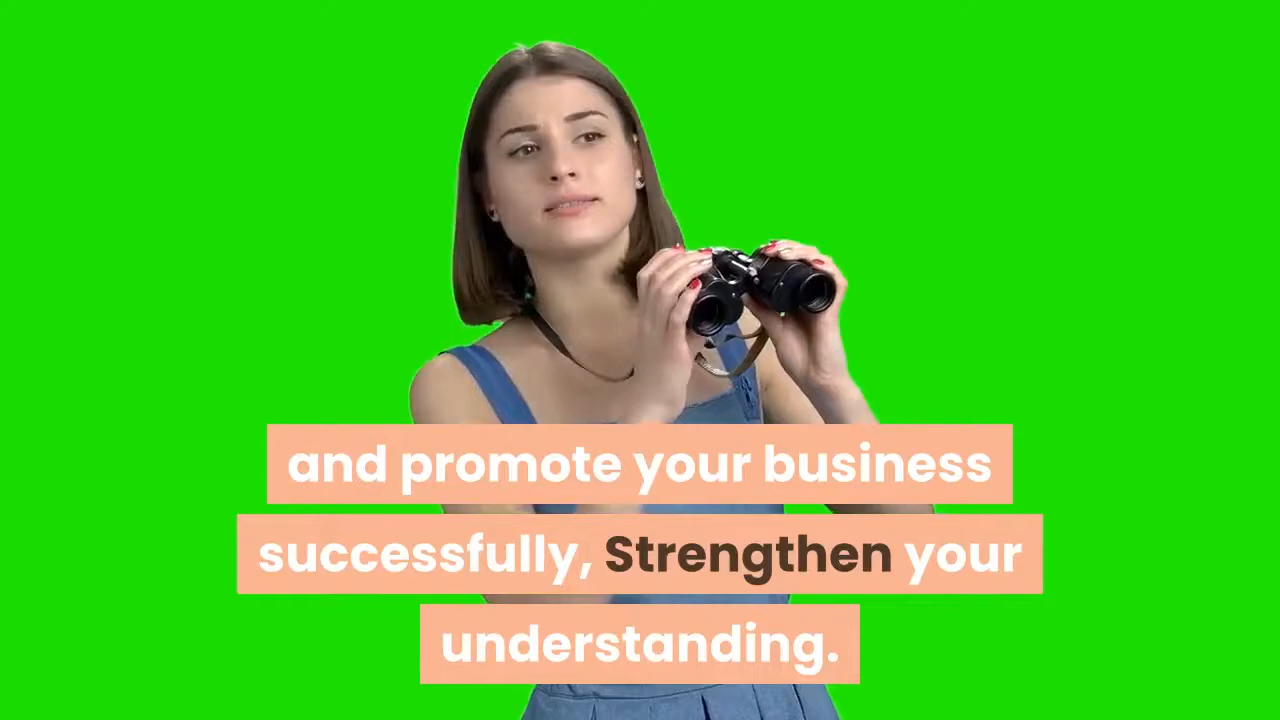 and promote your business
successfully, Strengthen your
understanding.